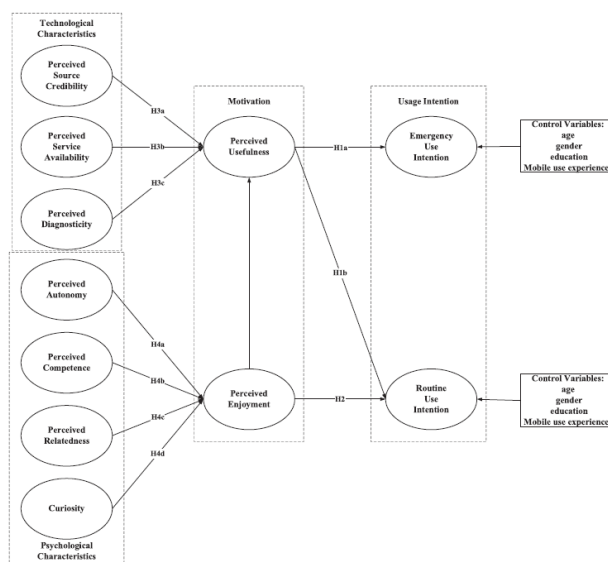 Technological
Characteristics
Perceived
Source
Credibility
H3a
Motivation
Usage Intention
Perceived
Service
Availability
H3b
Perceived
Usefulness
H1a
Emergency
Use
Intention
Control Variables:
age
gender
education
Mobile use experience
Perceived
Diagnosticity
H3c
H1b
Perceived
Autonomy
H4a
Perceived
Competence
H4b
Perceived
Enjoyment
H2
Routine
Use
Intention
Control Variables:
age
gender
education
Mobile use experience
Perceived
Relatedness
H4c
H4d
Curiosity
Psychological
Characteristics